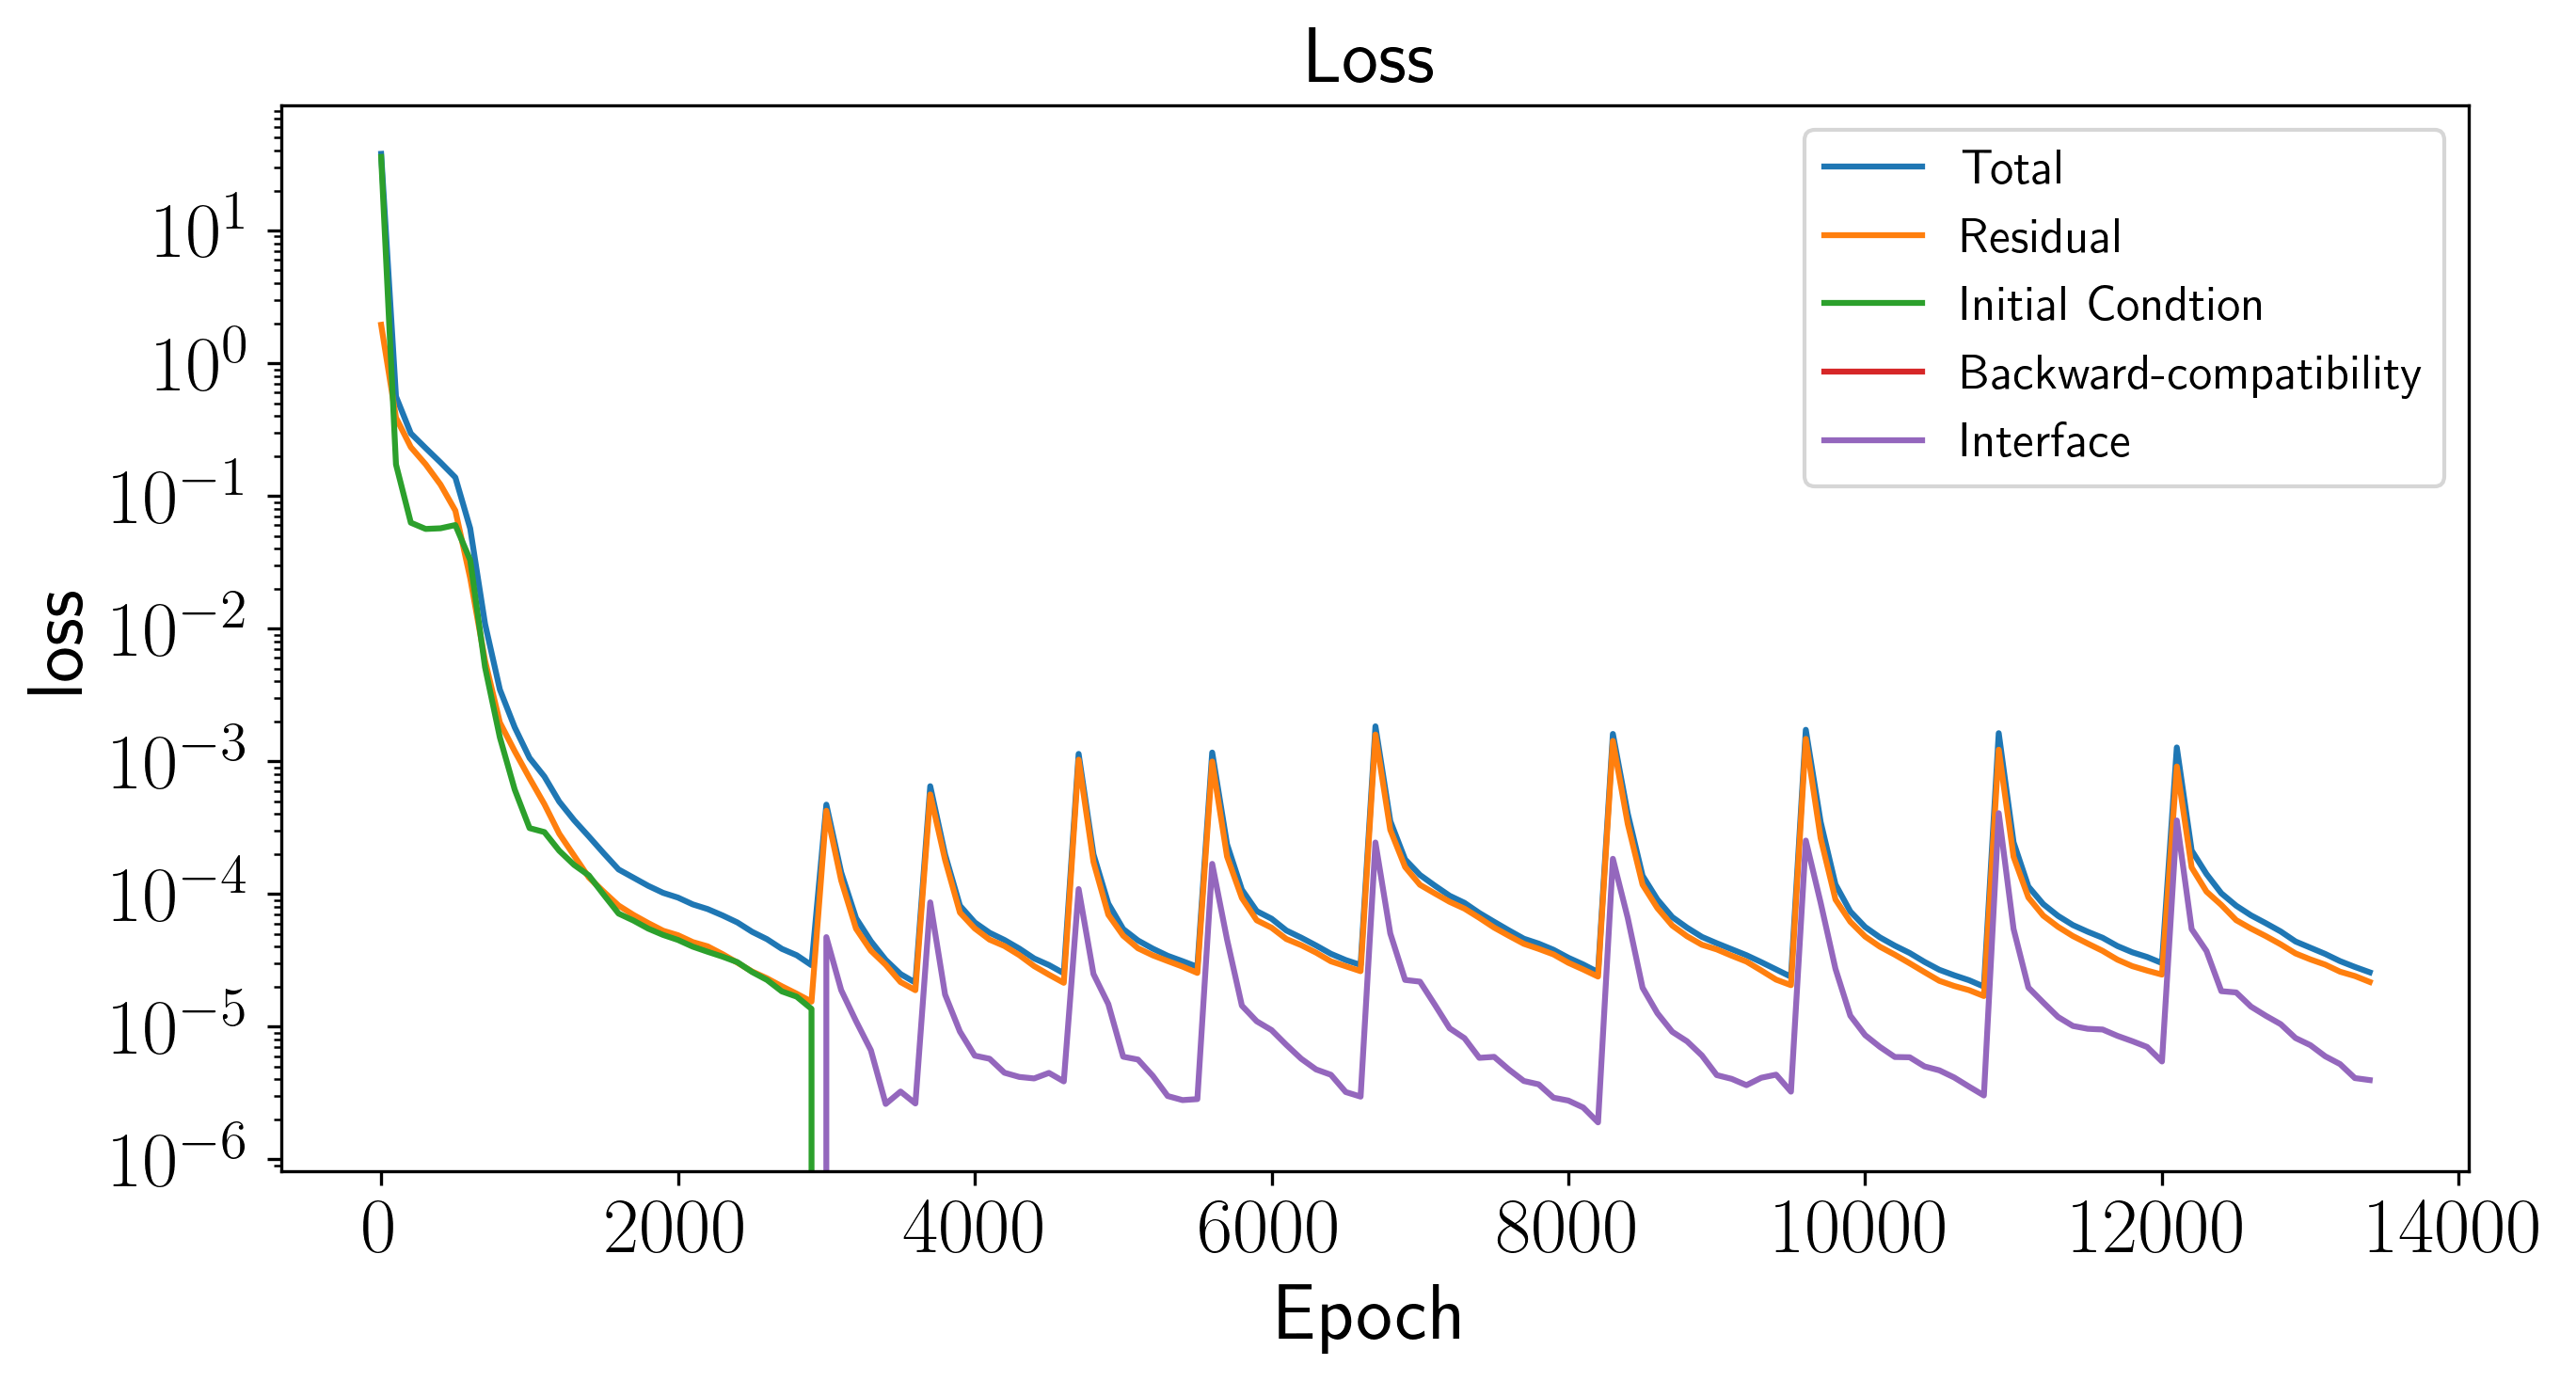 Loss
10^1
10^0
10^−1
10^−2
10^−3
10^−4
10^−5
10^−6
loss
Total
Residual
Initial Condtion
Backward-compatibility
Interface
0 2000 4000 6000 8000 10000 12000 14000
Epoch